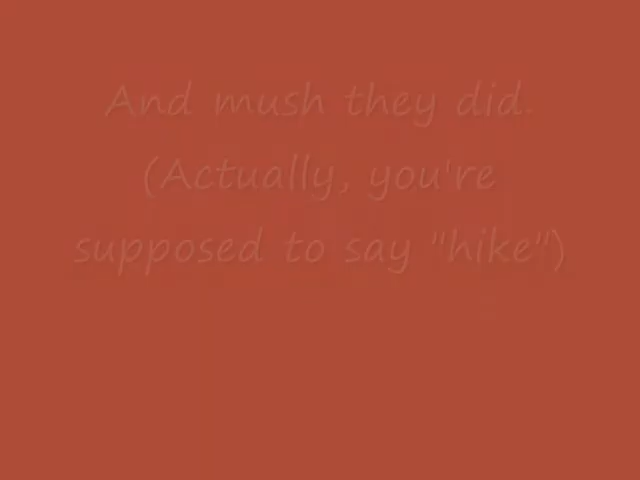 And mush they did.
(Actually, you're
supposed to say "hike")